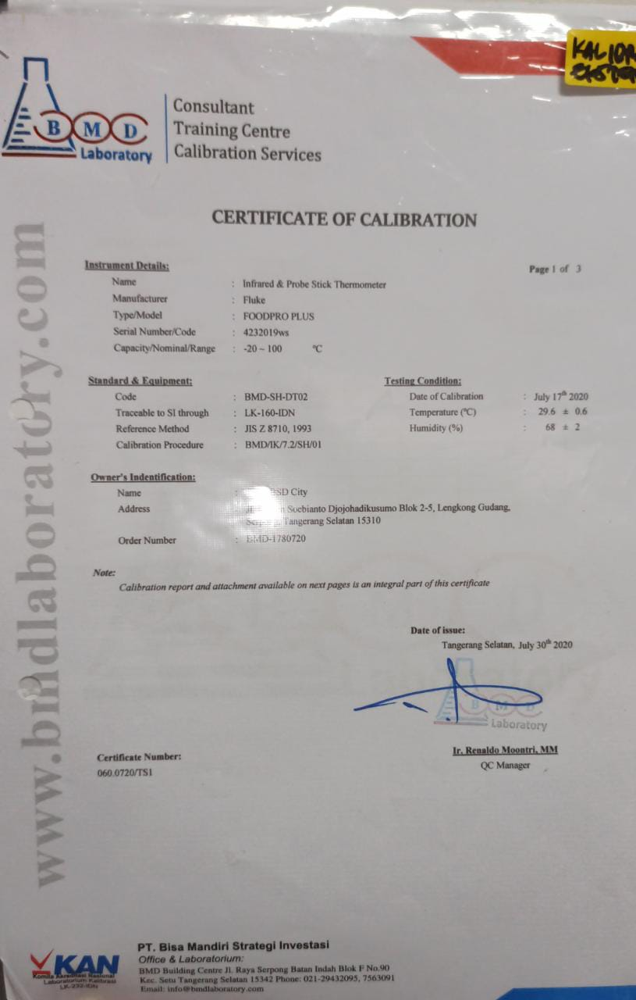 KALIBR
B M D
Laboratory
Consultant
Training Centre
Calibration Services
CERTIFICATE OF CALIBRATION
Page 1 of 3
Instrument Details:
Name : Infrared & Probe Stick Thermometer
Manufacturer : Fluke
Type/Model : FOODPRO PLUS
Serial Number/Code : 4232019ws
Capacity/Nominal/Range : -20 ~ 100 ℃
Standard & Equipment:
Code : BMD-SH-DT02
Traceable to SI through : LK-160-IDN
Reference Method : JIS Z 8710, 1993
Calibration Procedure : BMD/IK/7.2/SH/01
Testing Condition:
Date of Calibration : July 17th 2020
Temperature (℃) : 29.6 ± 0.6
Humidity (%) : 68 ± 2
Owner's Indentification:
Name : BSD City
Address : Soebianto Djojohadikusumo Blok 2-5, Lengkong Gudang,
Tangerang Selatan 15310
Order Number : BMD-1780720
Note:
Calibration report and attachment available on next pages is an integral part of this certificate
Date of issue:
Tangerang Selatan, July 30th 2020
B M D
Laboratory
Ir. Renaldo Moontri, MM
QC Manager
Certificate Number:
060.0720/TS1
www.bmdlaboratory.com
KAN
Komite Akreditasi Nasional
Laboratorium Kalibrasi
LK-232-IDN
PT. Bisa Mandiri Strategi Investasi
Office & Laboratorium:
BMD Building Centre Jl. Raya Serpong Batan Indah Blok F No.90
Kec. Setu Tangerang Selatan 15342 Phone: 021-29432095, 7563091
Email: info@bmdlaboratory.com